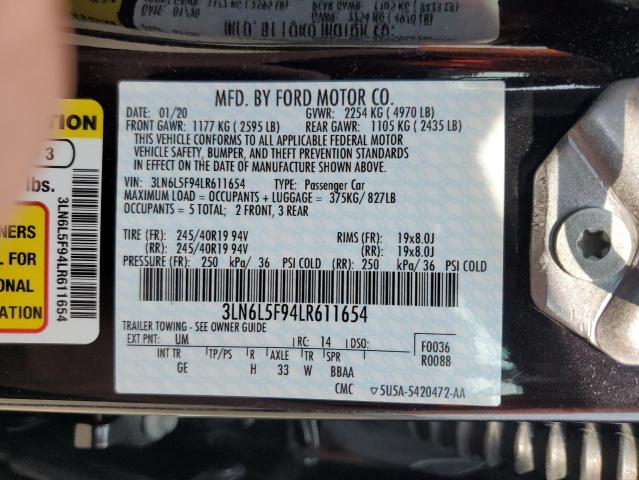 MFD. BY FORD MOTOR CO.
DATE: 01/20 GVWR: 2254 KG ( 4970 LB)
FRONT GAWR: 1177 KG ( 2595 LB) REAR GAWR: 1105 KG ( 2435 LB)
THIS VEHICLE CONFORMS TO ALL APPLICABLE FEDERAL MOTOR
VEHICLE SAFETY, BUMPER, AND THEFT PREVENTION STANDARDS
IN EFFECT ON THE DATE OF MANUFACTURE SHOWN ABOVE.
VIN: 3LN6L5F94LR611654 TYPE: Passenger Car
MAXIMUM LOAD = OCCUPANTS + LUGGAGE = 375KG/ 827LB
OCCUPANTS = 5 TOTAL; 2 FRONT, 3 REAR
TIRE (FR): 245/40R19 94V RIMS (FR): 19x8.0J
(RR): 245/40R19 94V (RR): 19x8.0J
PRESSURE (FR): 250 kPa/ 36 PSI COLD (RR): 250 kPa/ 36 PSI COLD
3LN6L5F94LR611654
TRAILER TOWING - SEE OWNER GUIDE
EXT PNT: UM RC: 14 DSO: F0036
R0088
INT TR TP/PS R AXLE TR SPR
GE H 33 W BBAA
CMC ▽5U5A-5420472-AA
3
lbs.
NERS
L FOR
ONAL
ATION
3LN6L5F94LR611654